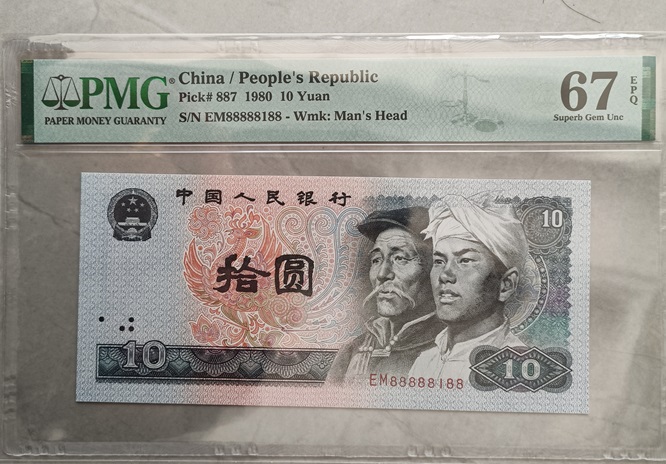 PMG® China / People's Republic
PAPER MONEY GUARANTY
Pick# 887 1980 10 Yuan
S/N EM88888188 - Wmk: Man's Head
67 EPQ
Superb Gem Unc
中国人民银行
10
拾圆
10
EM88888188
10